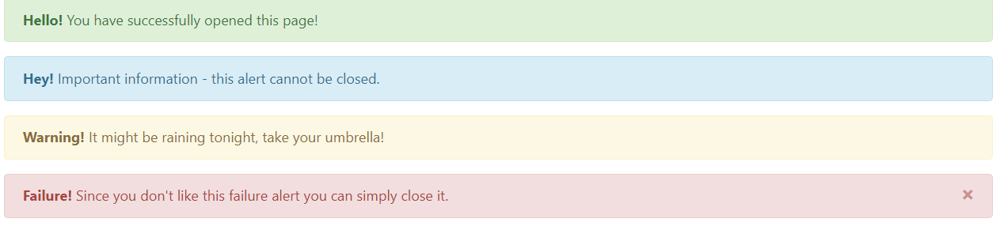 Hello! You have successfully opened this page!
Hey! Important information - this alert cannot be closed.
Warning! It might be raining tonight, take your umbrella!
Failure! Since you don't like this failure alert you can simply close it. ×